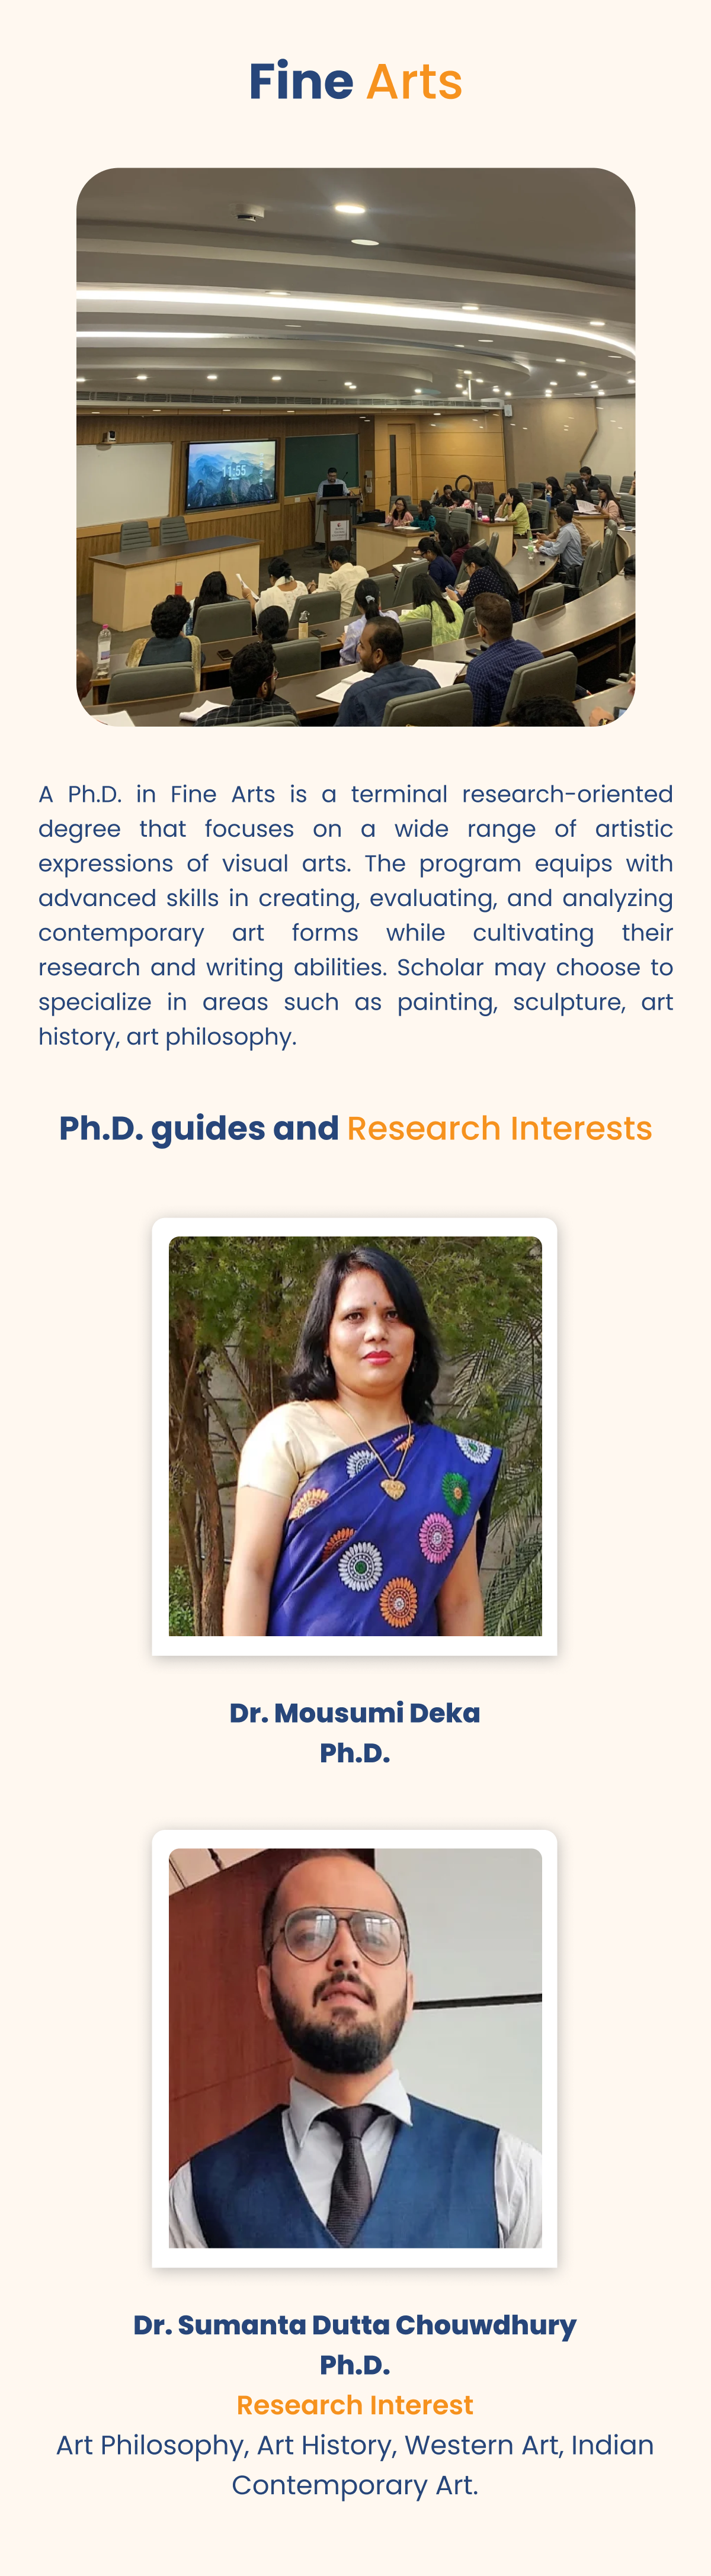 Fine Arts
11:55
A Ph.D. in Fine Arts is a terminal research-oriented
degree that focuses on a wide range of artistic
expressions of visual arts. The program equips with
advanced skills in creating, evaluating, and analyzing
contemporary art forms while cultivating their
research and writing abilities. Scholar may choose to
specialize in areas such as painting, sculpture, art
history, art philosophy.
Ph.D. guides and Research Interests
Dr. Mousumi Deka
Ph.D.
Dr. Sumanta Dutta Chouwdhury
Ph.D.
Research Interest
Art Philosophy, Art History, Western Art, Indian
Contemporary Art.